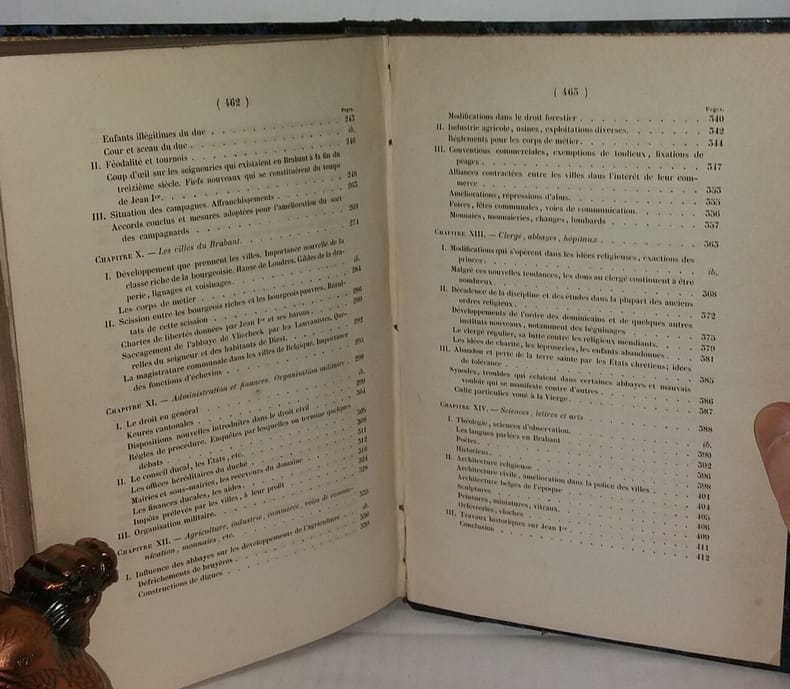 ( 462 )
Pages.
Enfants illégitimes du duc . . . . . 245
Cour et sceau du duc . . . . . ib.
II. Féodalité et tournois . . . . . 246
Coup d'œil sur les seigneuries qui existaient en Brabant à la fin du
treizième siècle. Fiefs nouveaux qui se constituèrent du temps
de Jean Ier . . . . . 248
III. Situation des campagnes. Affranchissements . . . . . 265
Accords conclus et mesures adoptées pour l'amélioration du sort
des campagnards . . . . . 268
CHAPITRE X. — Les villes du Brabant. . . . . 274
I. Développement que prennent les villes. Importance nouvelle de la
classe riche de la bourgeoisie. Hanse de Londres. Gildes de la dra-
perie, lignages et voisinages . . . . . ib.
Les corps de métier . . . . . 284
II. Scission entre les bourgeois riches et les bourgeois pauvres. Résul-
tats de cette scission . . . . . 286
Chartes de libertés données par Jean Ier et ses barons . . . . . 290
Saccagement de l'abbaye de Vlierbeek par les Louvanistes. Que-
relles du seigneur et des habitants de Diest. . . . . 292
La magistrature communale dans les villes de Belgique. Importance
des fonctions d'échevins . . . . . 295
CHAPITRE XI. — Administration et finances. Organisation militaire . 299
I. Le droit en général . . . . . ib.
Keures cantonales . . . . . 299
Dispositions nouvelles introduites dans le droit civil . . . . . 304
Règles de procédure. Enquêtes par lesquelles on termine quelques
débats . . . . .
II. Le conseil ducal, les États, etc. . . . .
Les offices héréditaires du duché . . . . . 311
Mairies et sous-mairies, les receveurs du domaine . . . . . 312
Les finances ducales, les aides . . . . .
Impôts prélevés par les villes, à leur profit . . . . .
III. Organisation militaire. . . . .
CHAPITRE XII. — Agriculture, industrie, commerce, voies de commu-
nication, monnaies, etc. . . . .
I. Influence des abbayes sur les développements de l'agriculture . ib.
Défrichements de bruyères . . . . .
Constructions de digues . . . . .
( 463 )
Pages.
Modifications dans le droit forestier . . . . . 340
II. Industrie agricole, usines, exploitations diverses. . . . . 342
Règlements pour les corps de métier. . . . . 344
III. Conventions commerciales, exemptions de tonlieux, fixations de
péages . . . . . 347
Alliances contractées entre les villes dans l'intérêt de leur com-
merce . . . . . 353
Améliorations, répressions d'abus. . . . . 355
Foires, fêtes communales, voies de communication. . . . . 356
Monnaies, monnaieries, changes, lombards . . . . . 357
CHAPITRE XIII. — Clergé, abbayes, hôpitaux . . . . . 363
I. Modifications qui s'opèrent dans les idées religieuses, exactions des
princes . . . . . ib.
Malgré ces nouvelles tendances, les dons au clergé continuent à être
nombreux . . . . . 368
II. Décadence de la discipline et des études dans la plupart des anciens
ordres religieux . . . . . 372
Développements de l'ordre des dominicains et de quelques autres
instituts nouveaux, notamment des béguinages . . . . . 375
Le clergé régulier, sa lutte contre les religieux mendiants. . . . . 379
Les idées de charité, les léproseries, les enfants abandonnés . . . . . 381
III. Abandon et perte de la terre sainte par les États chrétiens; idées
de tolérance . . . . . 385
Synodes, troubles qui éclatent dans certaines abbayes et mauvais
vouloir qui se manifeste contre d'autres . . . . . 386
Culte particulier voué à la Vierge . . . . . 387
CHAPITRE XIV. — Sciences, lettres et arts . . . . . 388
I. Théologie, sciences d'observation. . . . . ib.
Les langues parlées en Brabant . . . . . 390
Poëtes. . . . . 392
Historiens. . . . . 396
II. Architecture religieuse . . . . . 398
Architecture civile, amélioration dans la police des villes . . . . . 401
Architectes belges de l'époque . . . . . 404
Sculptures . . . . . 405
Peintures, miniatures, vitraux. . . . . 406
Orfévreries, cloches . . . . . 409
III. Travaux historiques sur Jean Ier . . . . . 411
Conclusion . . . . . 412